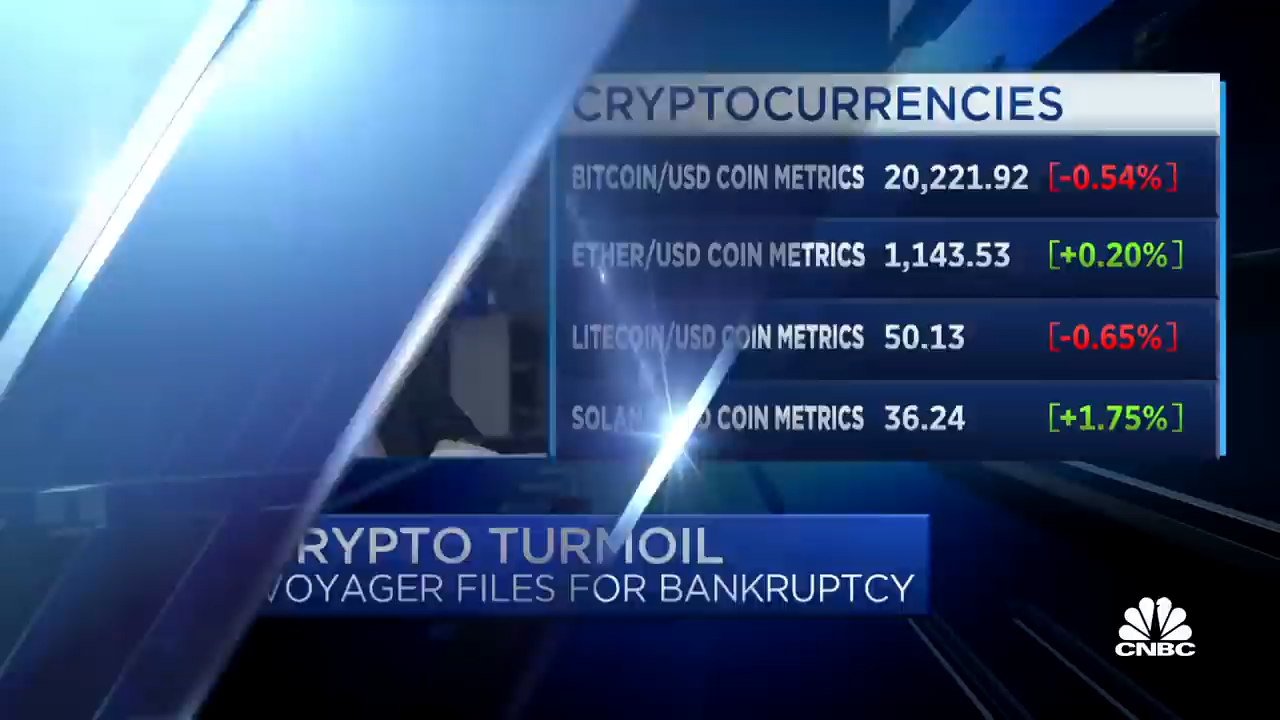 CRYPTOCURRENCIES
BITCOIN/USD COIN METRICS 20,221.92 [-0.54%]
ETHER/USD COIN METRICS 1,143.53 [+0.20%]
LITECOIN/USD COIN METRICS 50.13 [-0.65%]
COIN METRICS 36.24 [+1.75%]
RYPTO TURMOIL
VOYAGER FILES FOR BANKRUPTCY
CNBC